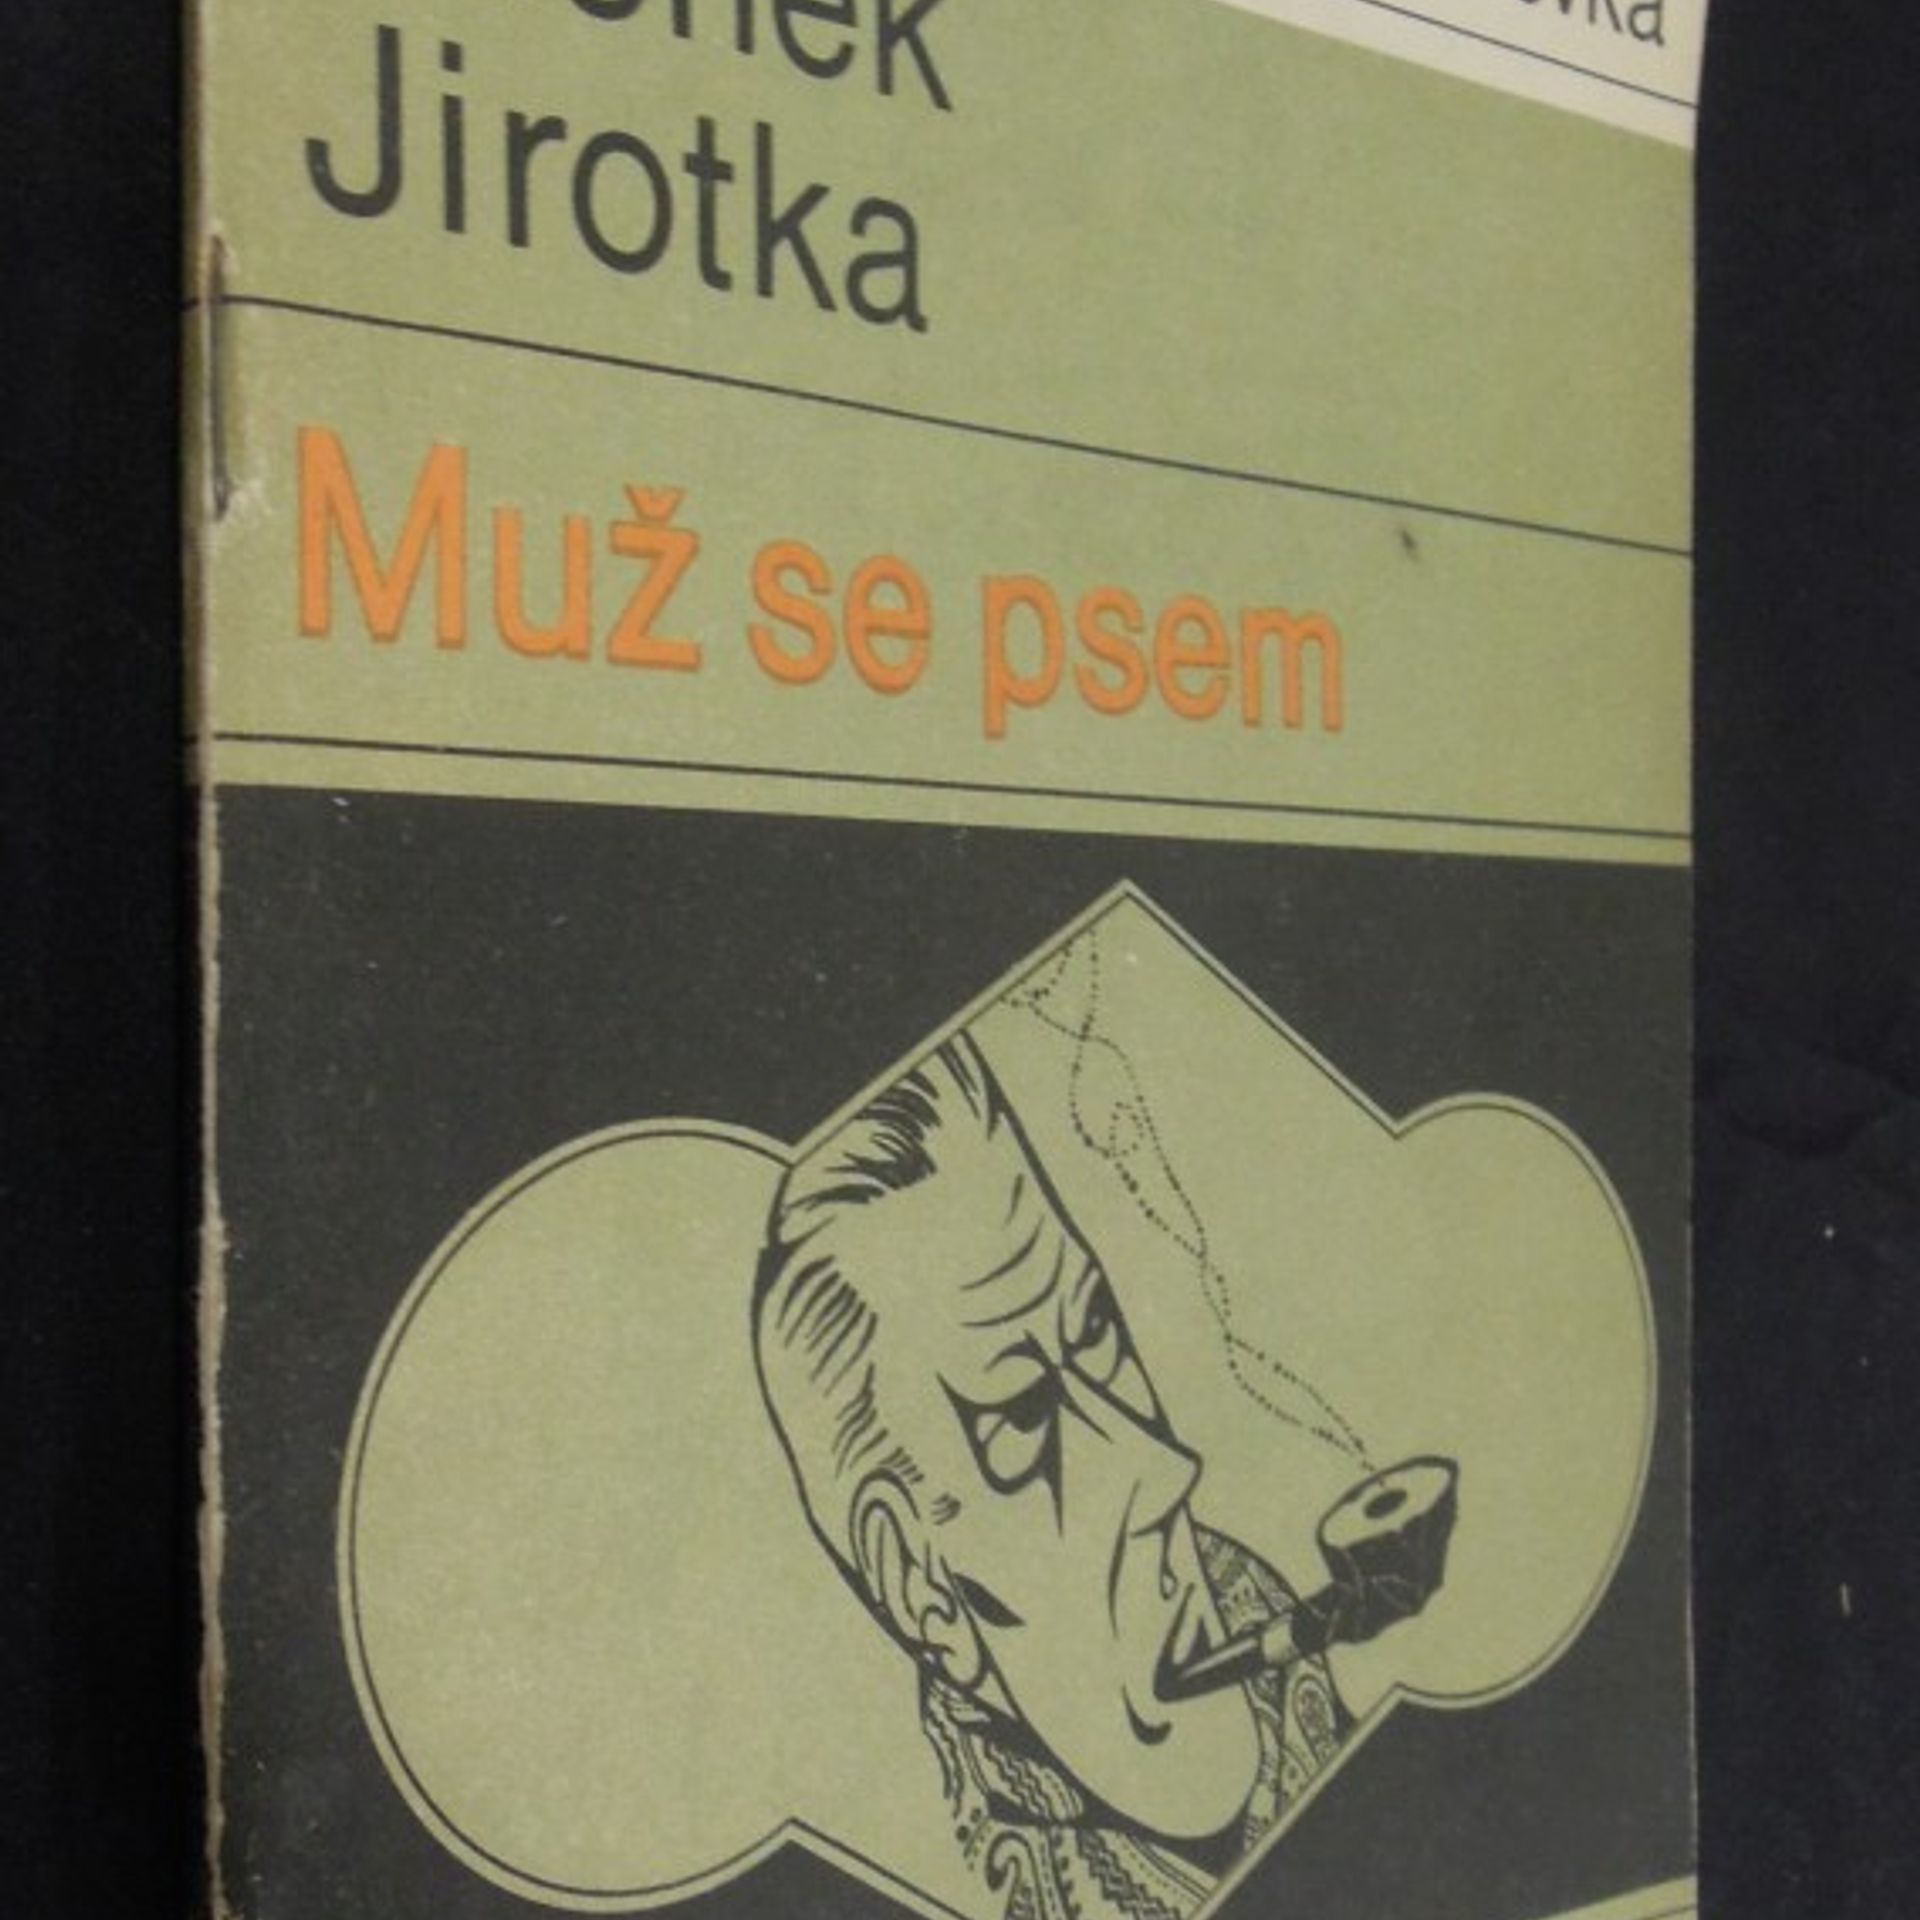 Jirotka
Muž se psem